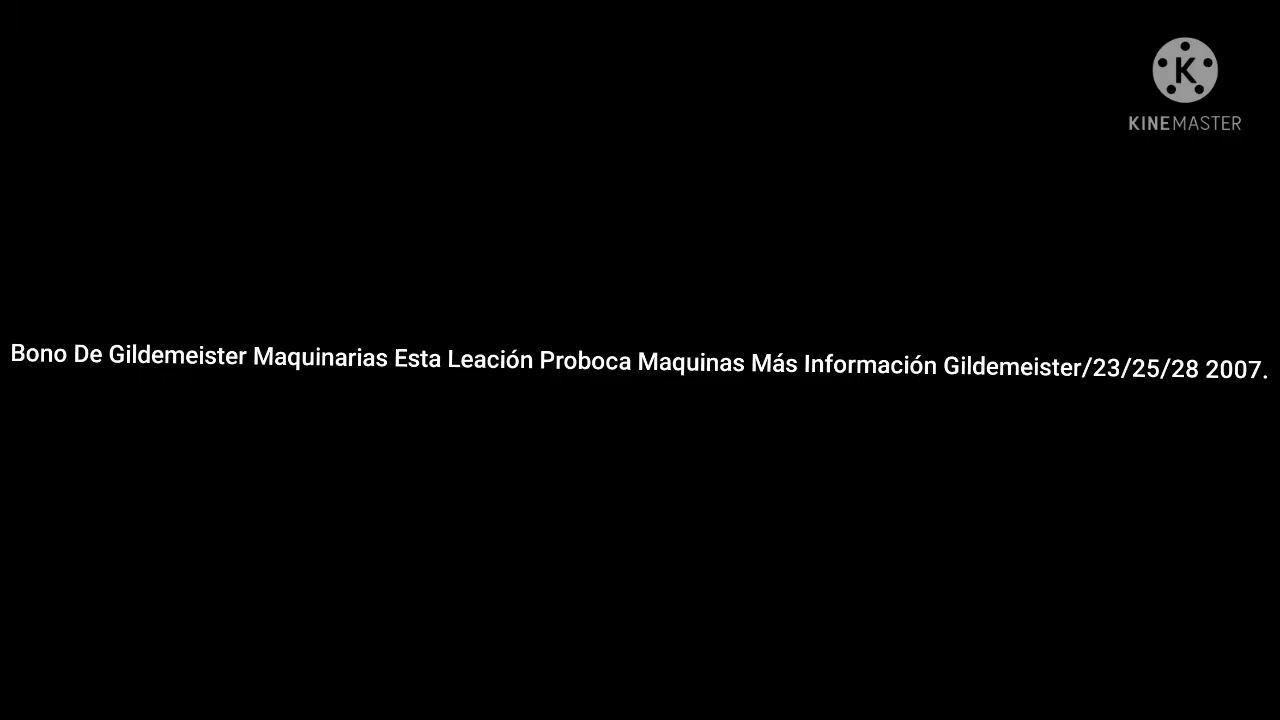 K
KINEMASTER
Bono De Gildemeister Maquinarias Esta Leación Proboca Maquinas Más Información Gildemeister/23/25/28 2007.